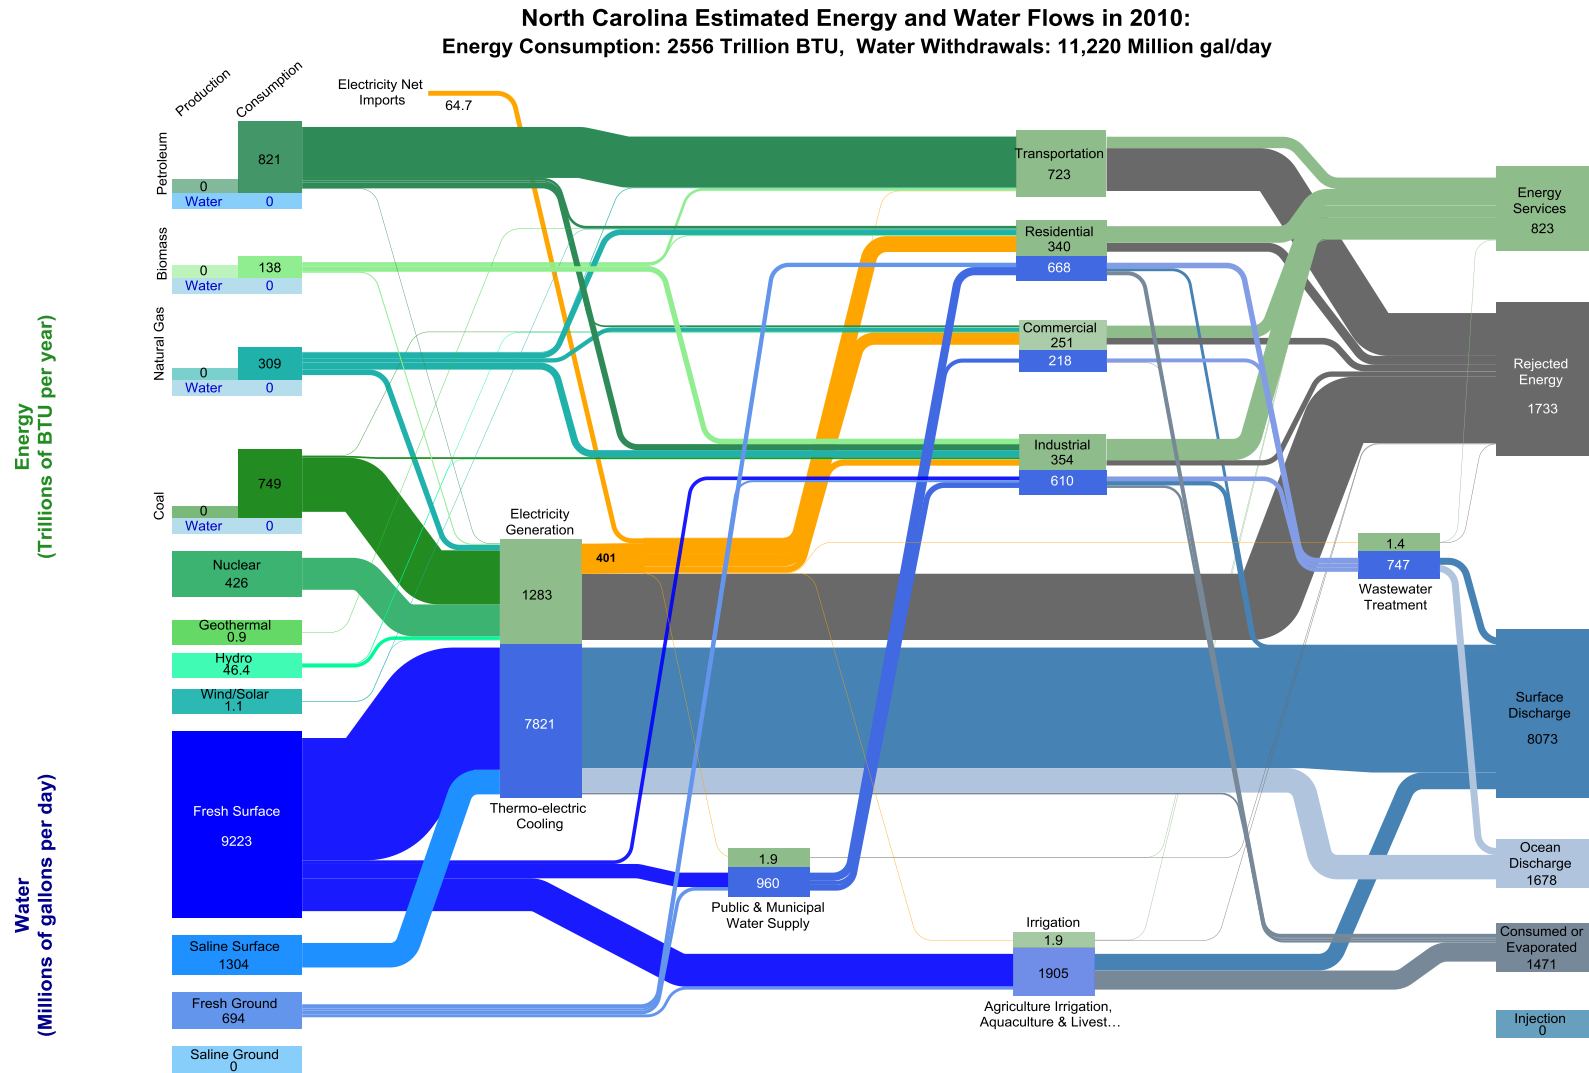 North Carolina Estimated Energy and Water Flows in 2010:
Energy Consumption: 2556 Trillion BTU,  Water Withdrawals: 11,220 Million gal/day
Production
Consumption
Electricity Net
Imports
64.7
Energy
(Trillions of BTU per year)
Water
(Millions of gallons per day)
Petroleum
821
0
Water
0
Biomass
138
0
Water
0
Natural Gas
309
0
Water
0
Coal
749
0
Water
0
Nuclear
426
Geothermal
0.9
Hydro
46.4
Wind/Solar
1.1
Fresh Surface
9223
Saline Surface
1304
Fresh Ground
694
Saline Ground
0
Electricity
Generation
401
1283
7821
Thermo-electric
Cooling
1.9
960
Public & Municipal
Water Supply
Transportation
723
Residential
340
668
Commercial
251
218
Industrial
354
610
Irrigation
1.9
1905
Agriculture Irrigation,
Aquaculture & Livest…
1.4
747
Wastewater
Treatment
Energy
Services
823
Rejected
Energy
1733
Surface
Discharge
8073
Ocean
Discharge
1678
Consumed or
Evaporated
1471
Injection
0